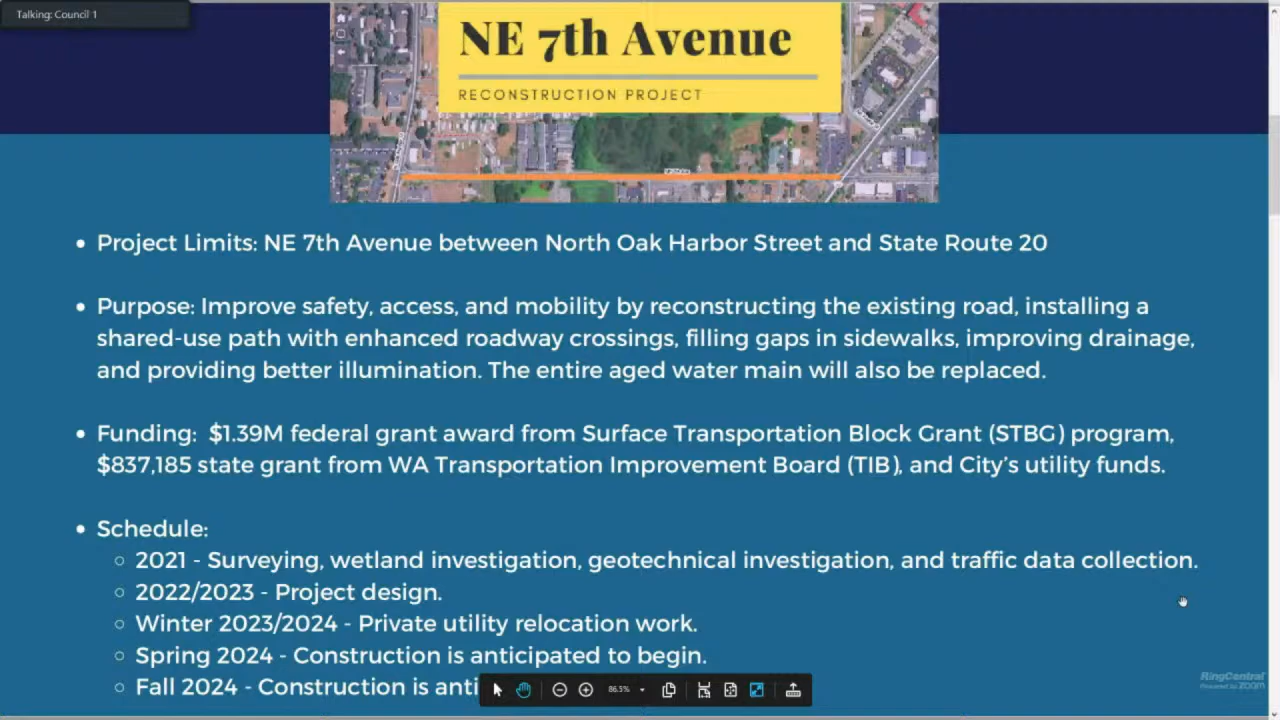 Talking: Council 1
NE 7th Avenue
RECONSTRUCTION PROJECT
• Project Limits: NE 7th Avenue between North Oak Harbor Street and State Route 20
• Purpose: Improve safety, access, and mobility by reconstructing the existing road, installing a
shared-use path with enhanced roadway crossings, filling gaps in sidewalks, improving drainage,
and providing better illumination. The entire aged water main will also be replaced.
• Funding: $1.39M federal grant award from Surface Transportation Block Grant (STBG) program,
$837,185 state grant from WA Transportation Improvement Board (TIB), and City's utility funds.
• Schedule:
○ 2021 - Surveying, wetland investigation, geotechnical investigation, and traffic data collection.
○ 2022/2023 - Project design.
○ Winter 2023/2024 - Private utility relocation work.
○ Spring 2024 - Construction is anticipated to begin.
○ Fall 2024 - Construction is anti
86.5%
RingCentral
Powered by zoom